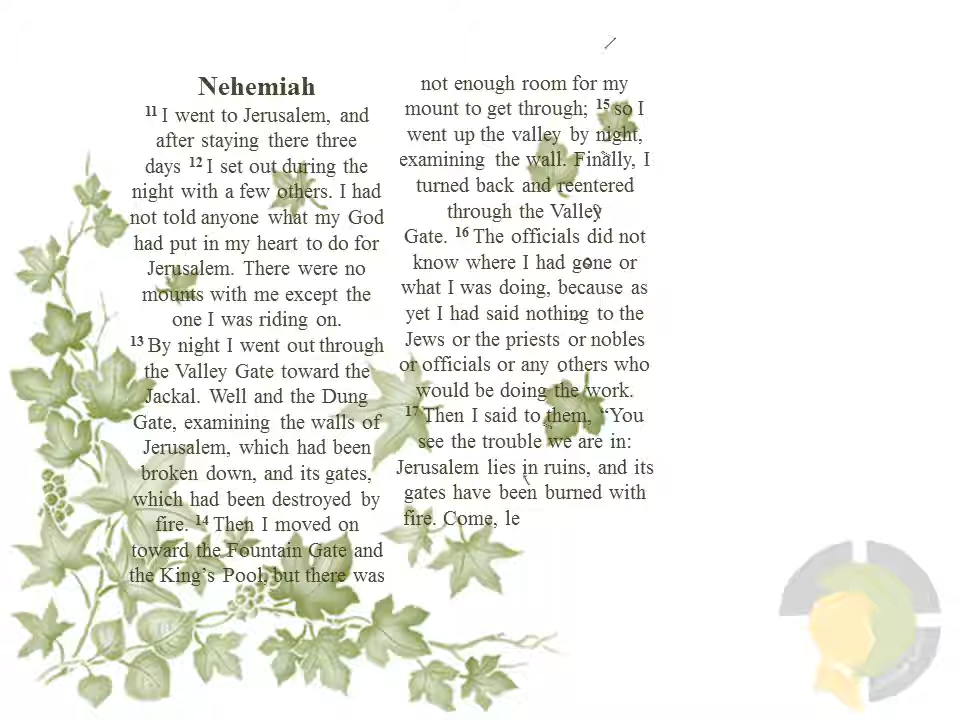 Nehemiah
11 I went to Jerusalem, and
after staying there three
days 12 I set out during the
night with a few others. I had
not told anyone what my God
had put in my heart to do for
Jerusalem. There were no
mounts with me except the
one I was riding on.
13 By night I went out through
the Valley Gate toward the
Jackal. Well and the Dung
Gate, examining the walls of
Jerusalem, which had been
broken down, and its gates,
which had been destroyed by
fire. 14 Then I moved on
toward the Fountain Gate and
the King’s Pool, but there was
not enough room for my
mount to get through; 15 so I
went up the valley by night,
examining the wall. Finally, I
turned back and reentered
through the Valley
Gate. 16 The officials did not
know where I had gone or
what I was doing, because as
yet I had said nothing to the
Jews or the priests or nobles
or officials or any others who
would be doing the work.
17 Then I said to them, “You
see the trouble we are in:
Jerusalem lies in ruins, and its
gates have been burned with
fire. Come, le